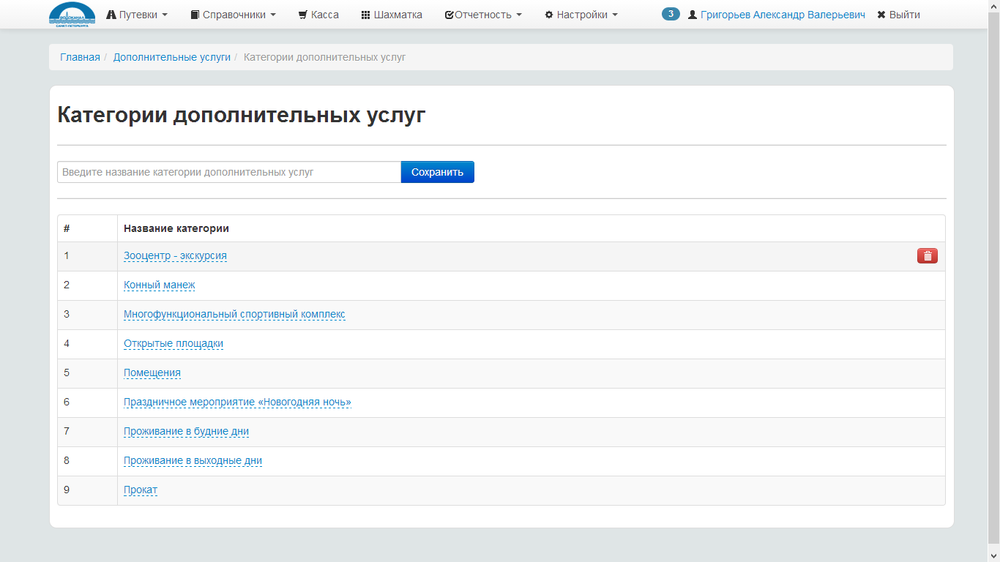 ВОДОКАНАЛ
САНКТ-ПЕТЕРБУРГА
Путевки Справочники Касса Шахматка Отчетность Настройки 3 Григорьев Александр Валерьевич Выйти
Главная / Дополнительные услуги / Категории дополнительных услуг
Категории дополнительных услуг
Введите название категории дополнительных услуг Сохранить
# Название категории
1 Зооцентр - экскурсия
2 Конный манеж
3 Многофункциональный спортивный комплекс
4 Открытые площадки
5 Помещения
6 Праздничное мероприятие «Новогодняя ночь»
7 Проживание в будние дни
8 Проживание в выходные дни
9 Прокат